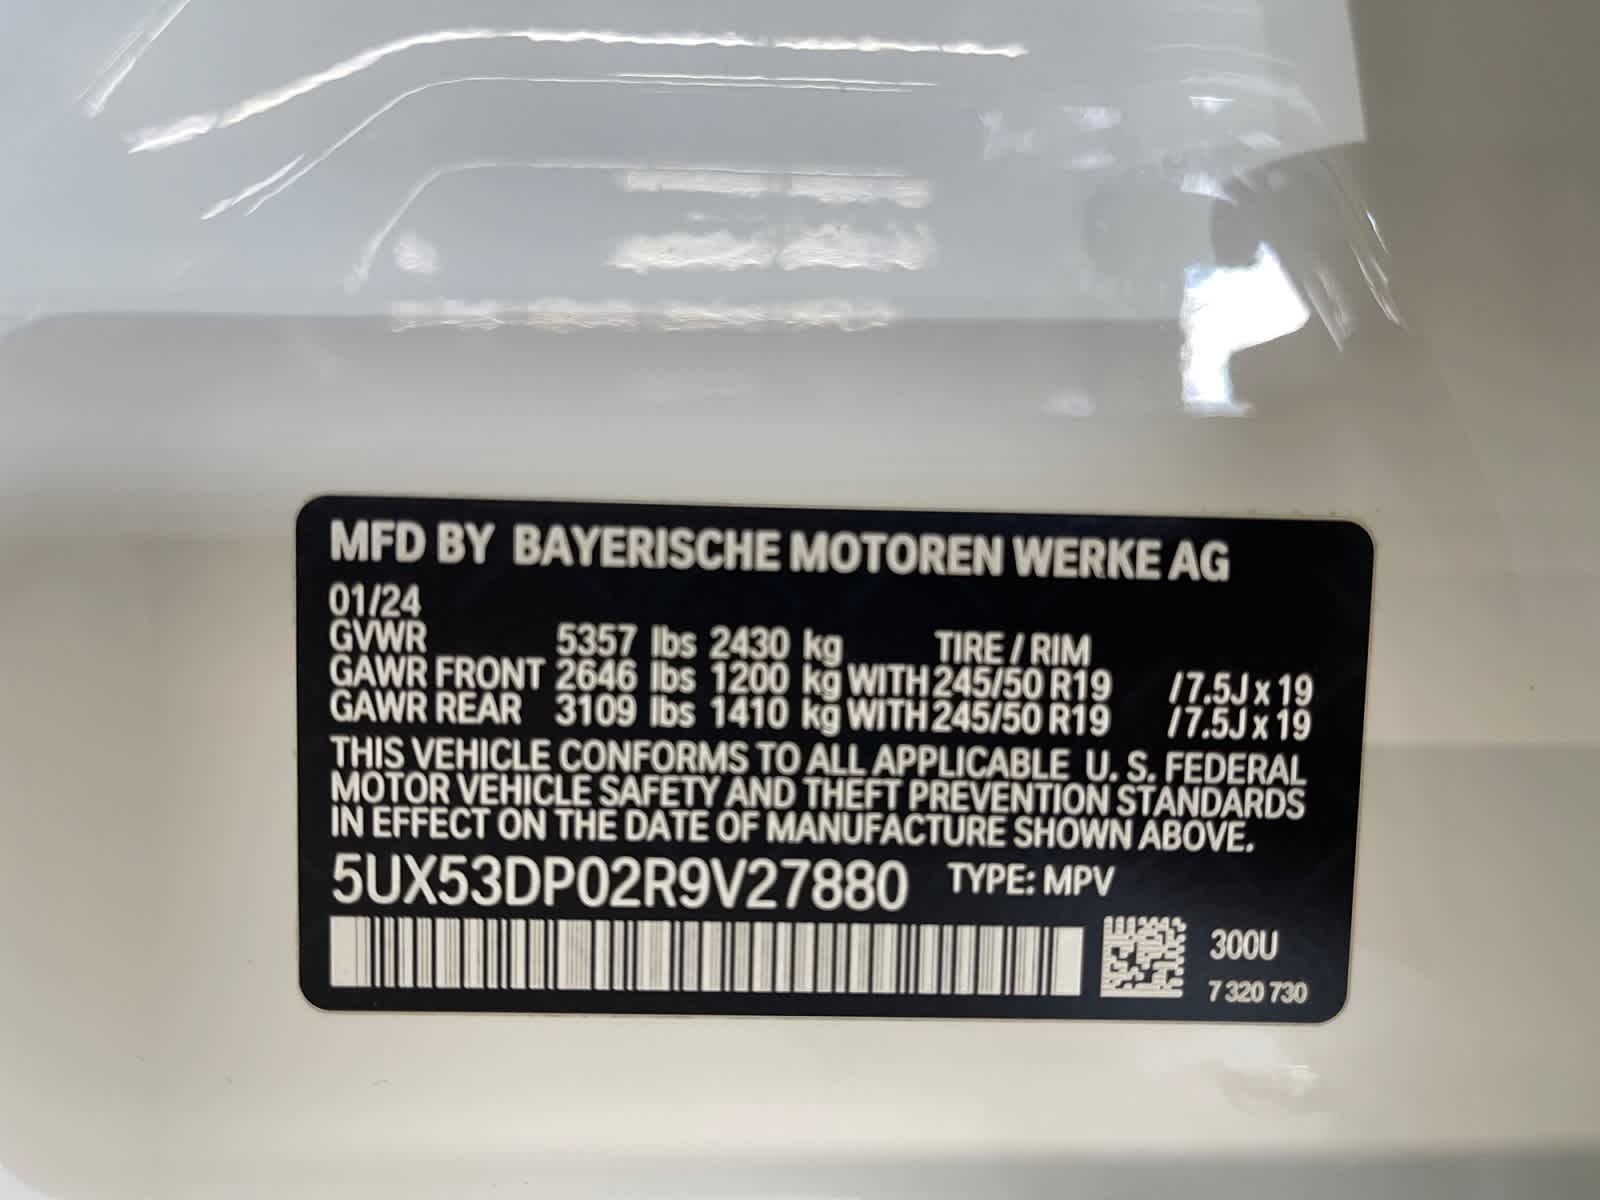 MFD BY BAYERISCHE MOTOREN WERKE AG
01/24
GVWR 5357 lbs 2430 kg TIRE / RIM
GAWR FRONT 2646 lbs 1200 kg WITH 245/50 R19 / 7.5J x 19
GAWR REAR 3109 lbs 1410 kg WITH 245/50 R19 / 7.5J x 19
THIS VEHICLE CONFORMS TO ALL APPLICABLE U. S. FEDERAL
MOTOR VEHICLE SAFETY AND THEFT PREVENTION STANDARDS
IN EFFECT ON THE DATE OF MANUFACTURE SHOWN ABOVE.
5UX53DP02R9V27880 TYPE: MPV
300U
7 320 730